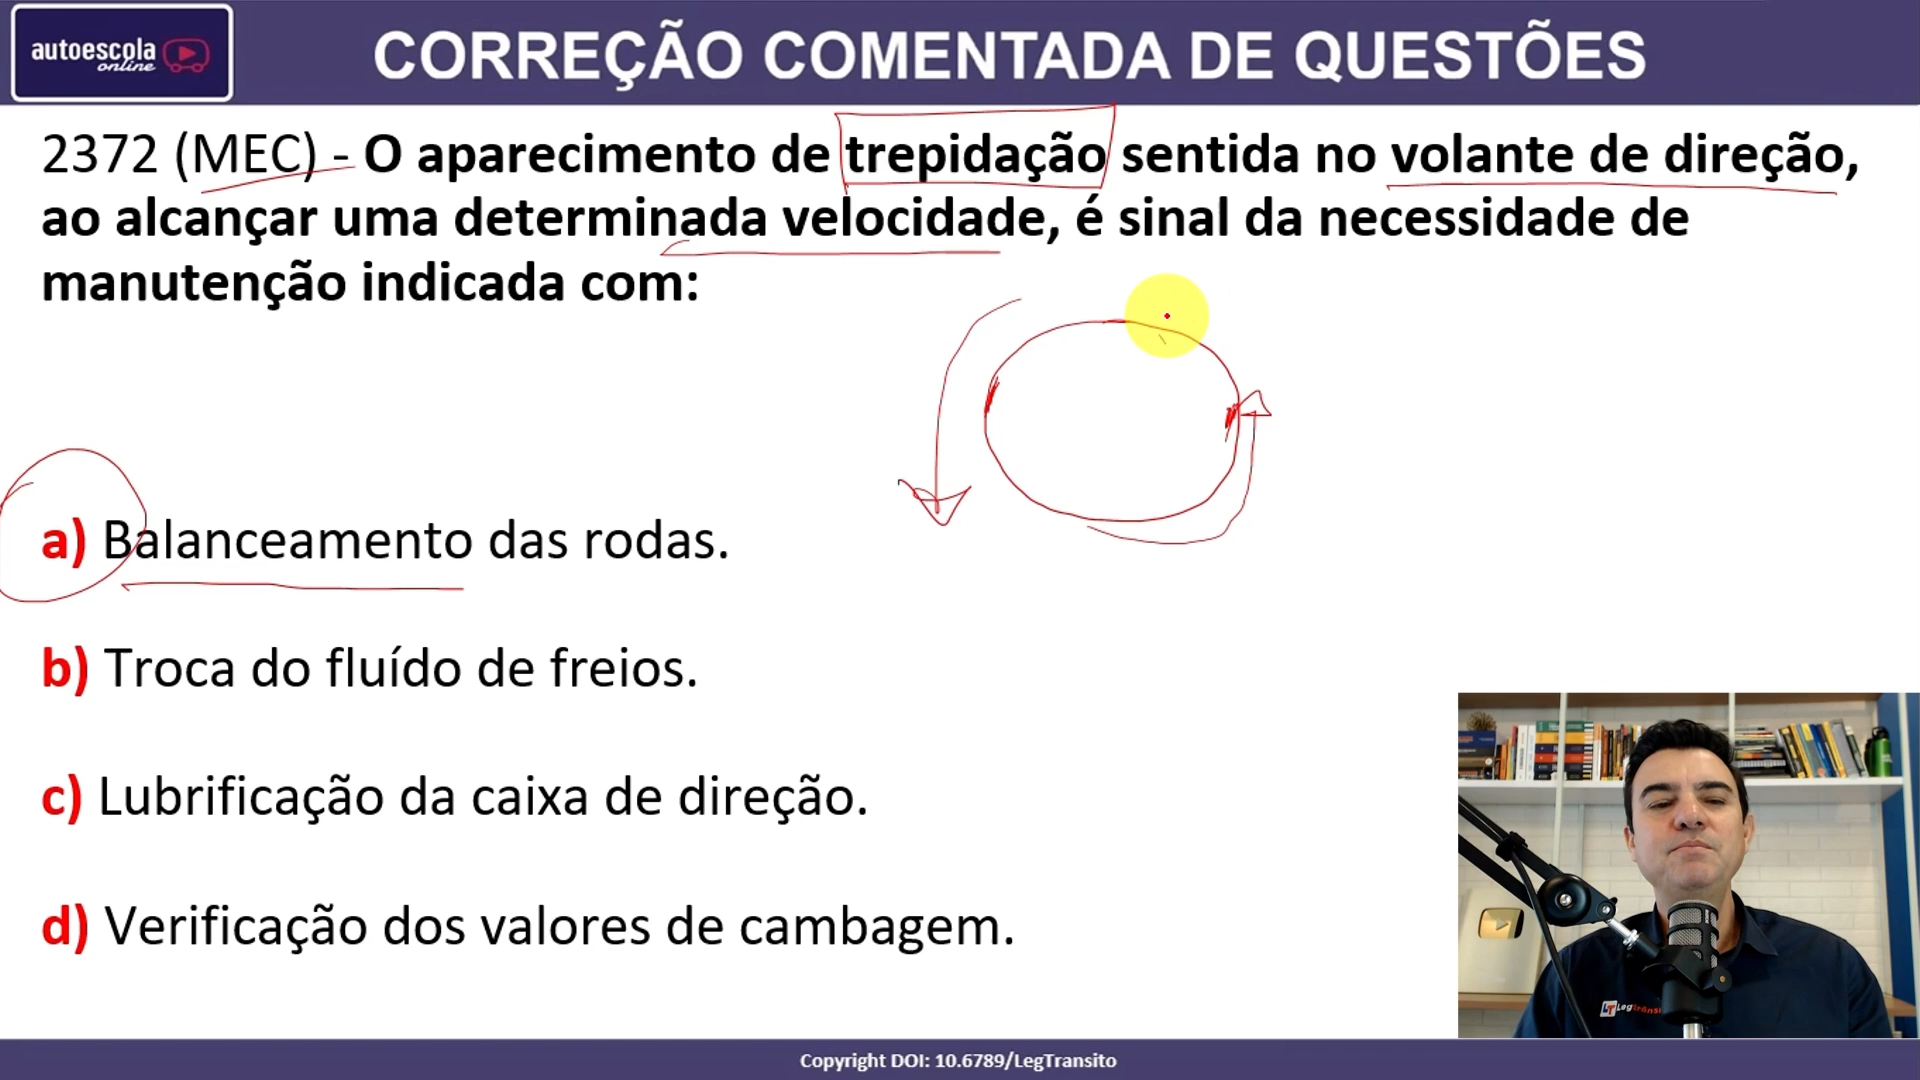 autoescola
online
CORREÇÃO COMENTADA DE QUESTÕES
2372 (MEC) - O aparecimento de trepidação sentida no volante de direção,
ao alcançar uma determinada velocidade, é sinal da necessidade de
manutenção indicada com:
a) Balanceamento das rodas.
b) Troca do fluído de freios.
c) Lubrificação da caixa de direção.
d) Verificação dos valores de cambagem.
Copyright DOI: 10.6789/LegTransito